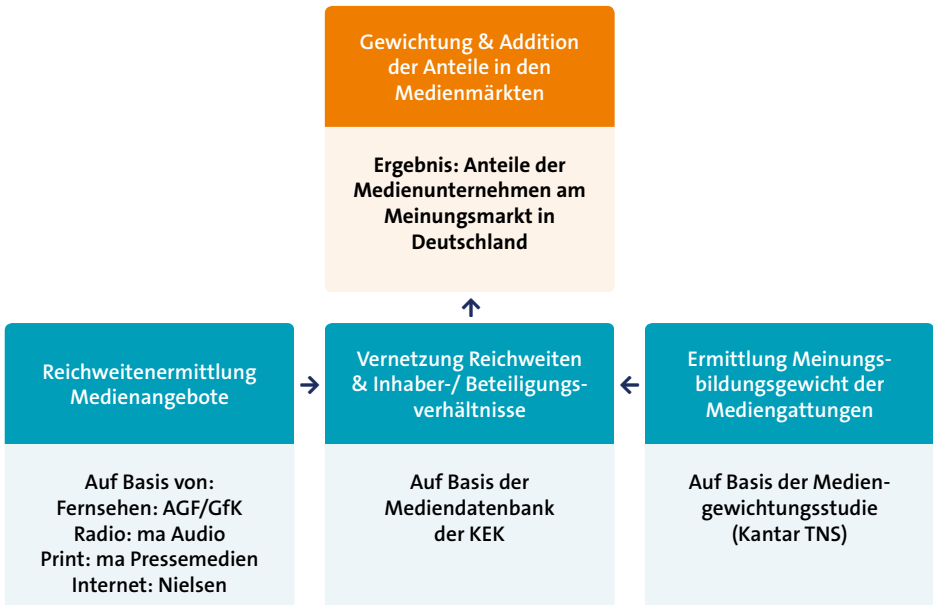 Gewichtung & Addition
der Anteile in den
Medienmärkten
Ergebnis: Anteile der
Medienunternehmen am
Meinungsmarkt in
Deutschland
Reichweitenermittlung
Medienangebote
Auf Basis von:
Fernsehen: AGF/GfK
Radio: ma Audio
Print: ma Pressemedien
Internet: Nielsen
Vernetzung Reichweiten
& Inhaber-/ Beteiligungs-
verhältnisse
Auf Basis der
Mediendatenbank
der KEK
Ermittlung Meinungs-
bildungsgewicht der
Mediengattungen
Auf Basis der Medien-
gewichtungsstudie
(Kantar TNS)